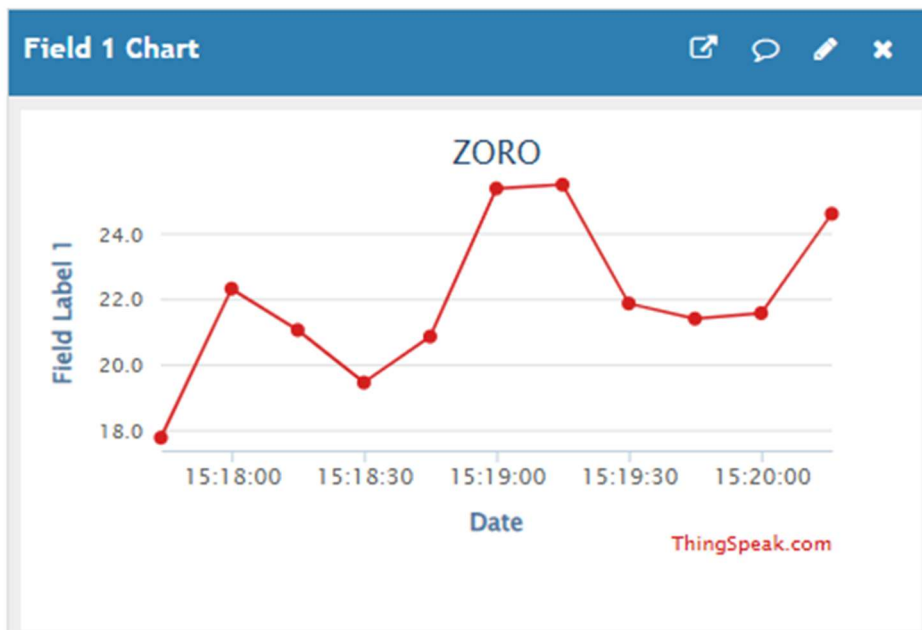 Field 1 Chart
ZORO
Field Label 1
24.0
22.0
20.0
18.0
15:18:00 15:18:30 15:19:00 15:19:30 15:20:00
Date
ThingSpeak.com